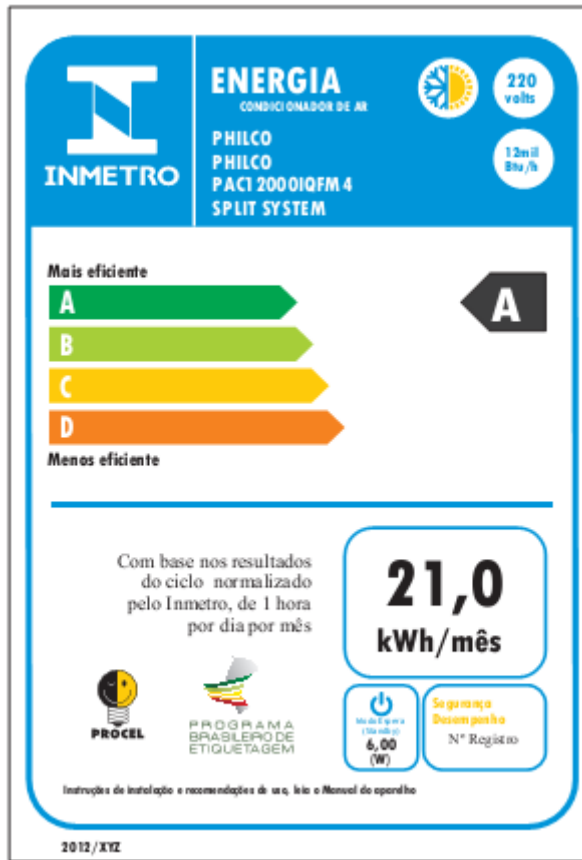 INMETRO
ENERGIA
CONDICIONADOR DE AR
220
volts
12mil
Btu/h
PHILCO
PHILCO
PAC12000IQFM4
SPLIT SYSTEM
Mais eficiente
A
A
B
C
D
Menos eficiente
Com base nos resultados
do ciclo normalizado
pelo Inmetro, de 1 hora
por dia por mês
21,0
kWh/mês
PROCEL
PROGRAMA
BRASILEIRO DE
ETIQUETAGEM
Modo Espera
(Standby)
6,00
(W)
Segurança
Desempenho
Nº Registro
Instruções de instalação e recomendações de uso, leia o Manual do aparelho
2012/XYZ